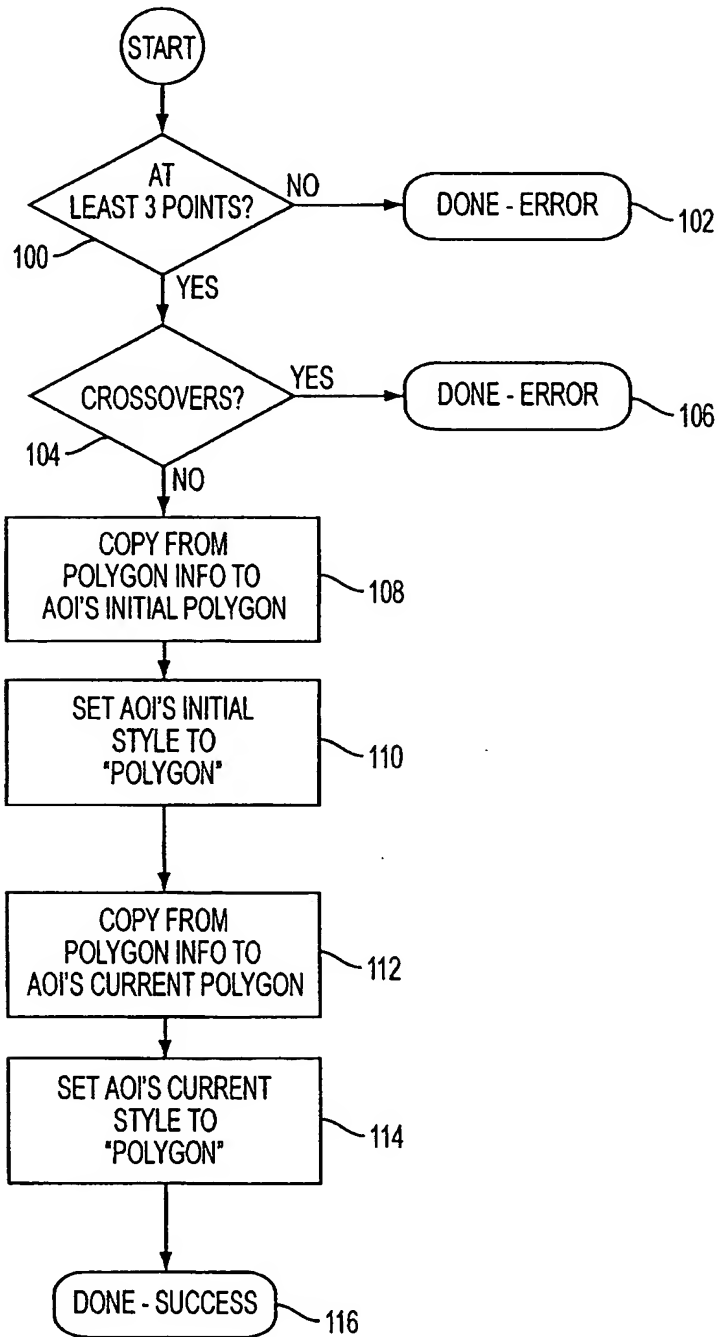 START
AT
LEAST 3 POINTS?
NO
DONE - ERROR
102
100
YES
CROSSOVERS?
YES
DONE - ERROR
106
104
NO
COPY FROM
POLYGON INFO TO
AOI'S INITIAL POLYGON
108
SET AOI'S INITIAL
STYLE TO
"POLYGON"
110
COPY FROM
POLYGON INFO TO
AOI'S CURRENT POLYGON
112
SET AOI'S CURRENT
STYLE TO
"POLYGON"
114
DONE - SUCCESS
116